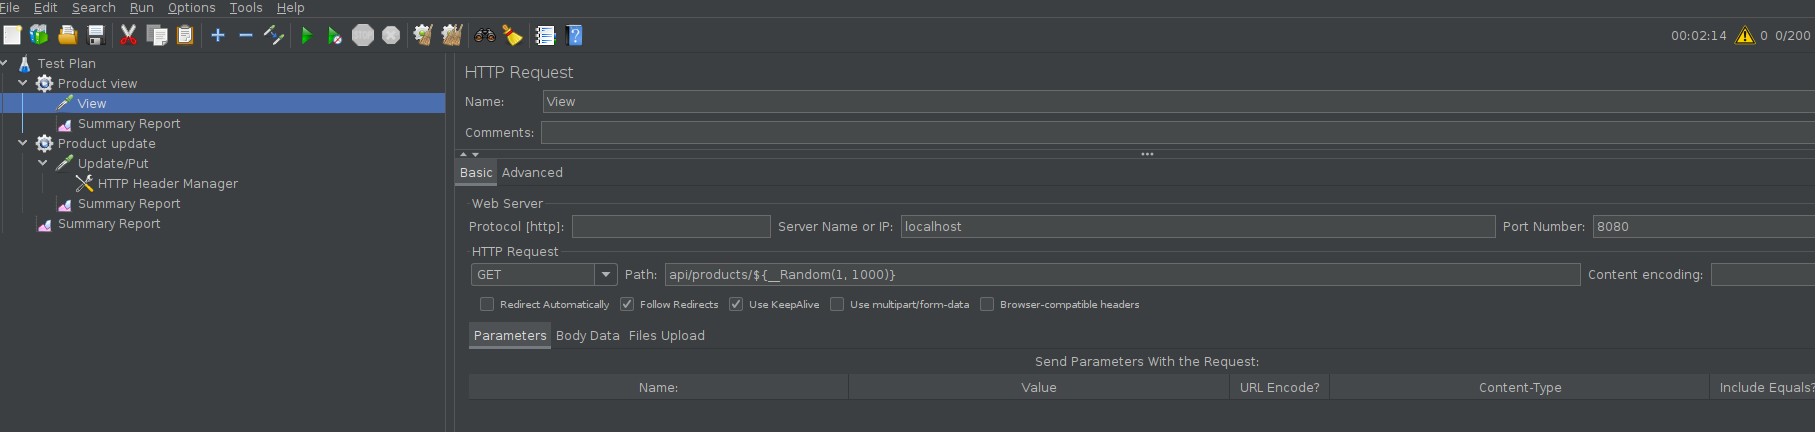 File Edit Search Run Options Tools Help
00:02:14 0 0/200
Test Plan
Product view
View
Summary Report
Product update
Update/Put
HTTP Header Manager
Summary Report
Summary Report
HTTP Request
Name: View
Comments:
Basic Advanced
Web Server
Protocol [http]: Server Name or IP: localhost Port Number: 8080
HTTP Request
GET Path: api/products/${__Random(1, 1000)} Content encoding:
Redirect Automatically Follow Redirects Use KeepAlive Use multipart/form-data Browser-compatible headers
Parameters Body Data Files Upload
Send Parameters With the Request:
Name: Value URL Encode? Content-Type Include Equals?